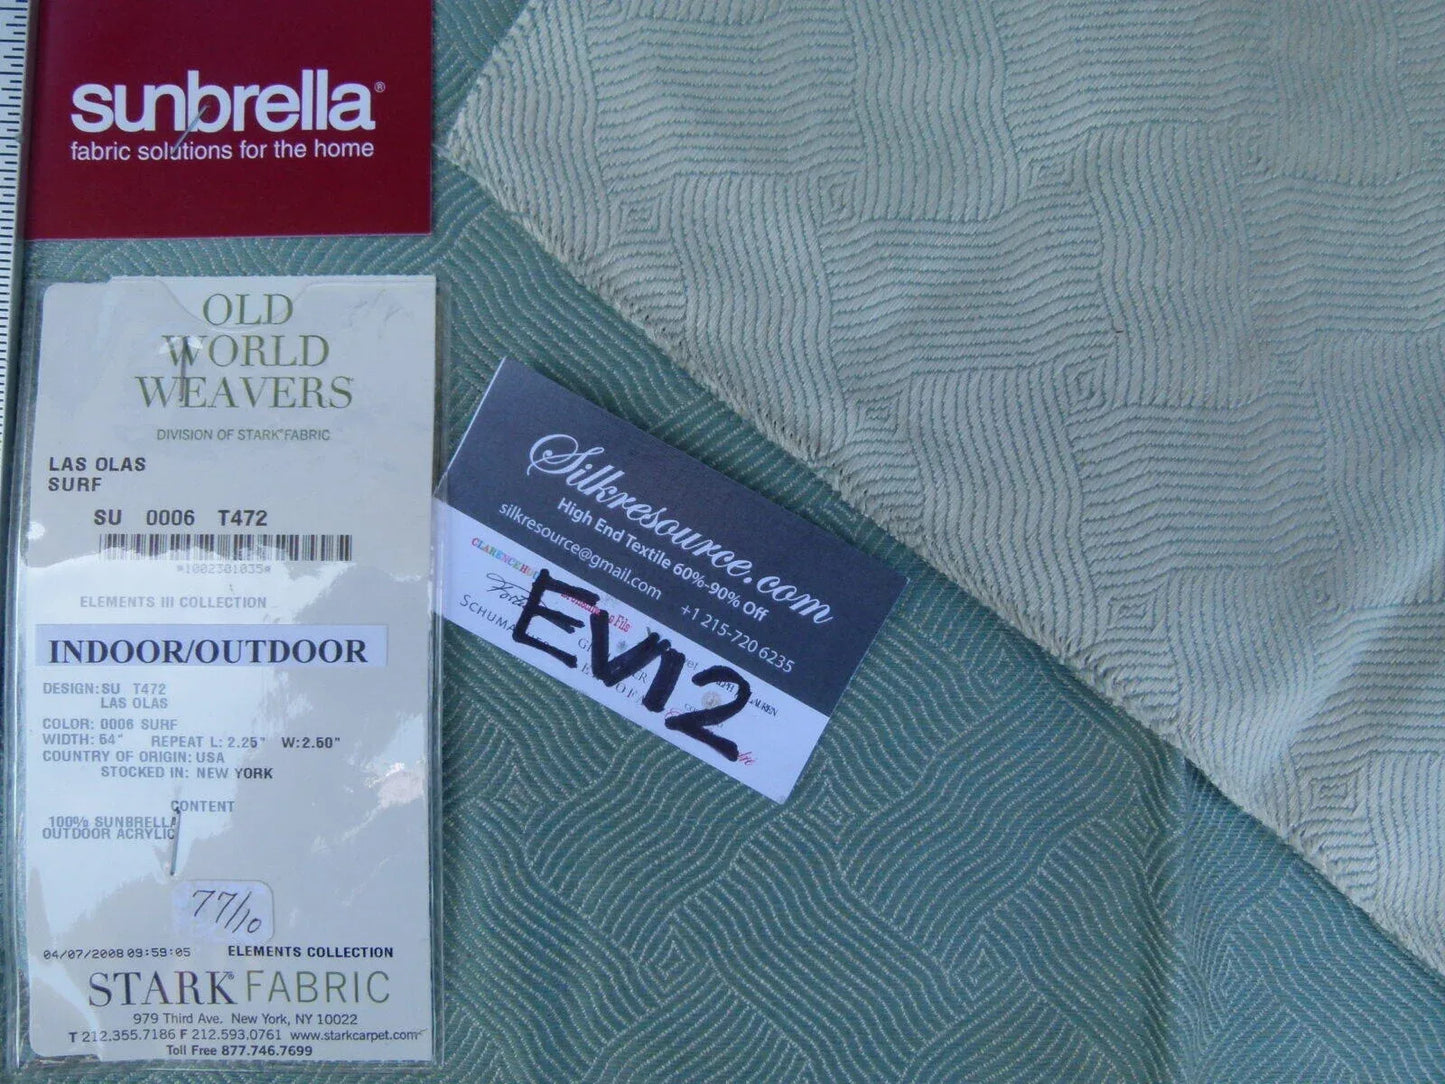 sunbrella®
fabric solutions for the home
OLD
WORLD
WEAVERS
DIVISION OF STARK® FABRIC
LAS OLAS
SURF
SU 0006 T472
*1002301035*
ELEMENTS III COLLECTION
INDOOR/OUTDOOR
DESIGN: SU T472
LAS OLAS
COLOR: 0006 SURF
WIDTH: 54" REPEAT L: 2.25" W: 2.50"
COUNTRY OF ORIGIN: USA
STOCKED IN: NEW YORK
CONTENT
100% SUNBRELLA
OUTDOOR ACRYLIC
77/10
04/07/2008 09:59:05 ELEMENTS COLLECTION
STARK® FABRIC
979 Third Ave. New York, NY 10022
T 212.355.7186 F 212.593.0761 www.starkcarpet.com
Toll Free 877.746.7699
Silkresource.com
High End Textile 60%-90% Off
silkresource@gmail.com +1 215-720 6235
EV12